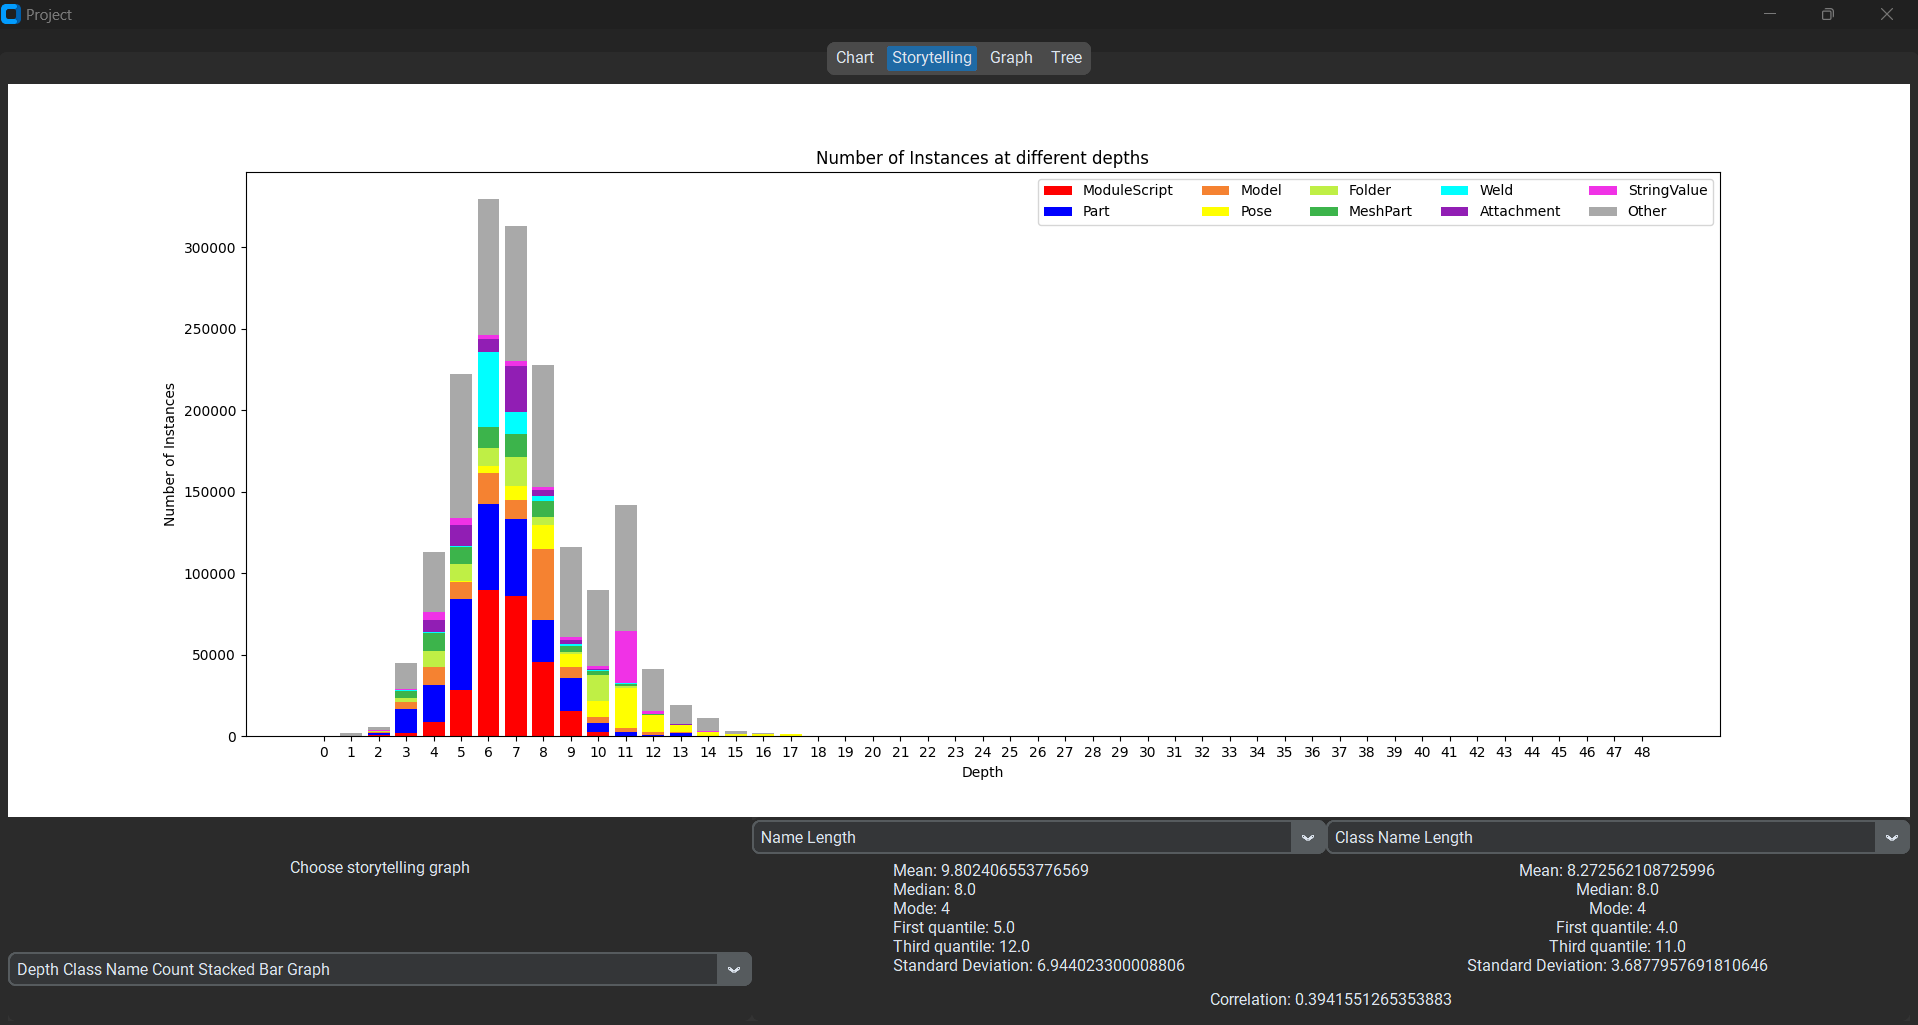 Project
Chart Storytelling Graph Tree
Number of Instances at different depths
ModuleScript Model Folder Weld StringValue
Part Pose MeshPart Attachment Other
300000
250000
200000
150000
100000
50000
0
Number of Instances
0 1 2 3 4 5 6 7 8 9 10 11 12 13 14 15 16 17 18 19 20 21 22 23 24 25 26 27 28 29 30 31 32 33 34 35 36 37 38 39 40 41 42 43 44 45 46 47 48
Depth
Choose storytelling graph
Depth Class Name Count Stacked Bar Graph
Name Length
Mean: 9.802406553776569
Median: 8.0
Mode: 4
First quantile: 5.0
Third quantile: 12.0
Standard Deviation: 6.944023300008806
Class Name Length
Mean: 8.272562108725996
Median: 8.0
Mode: 4
First quantile: 4.0
Third quantile: 11.0
Standard Deviation: 3.6877957691810646
Correlation: 0.3941551265353883